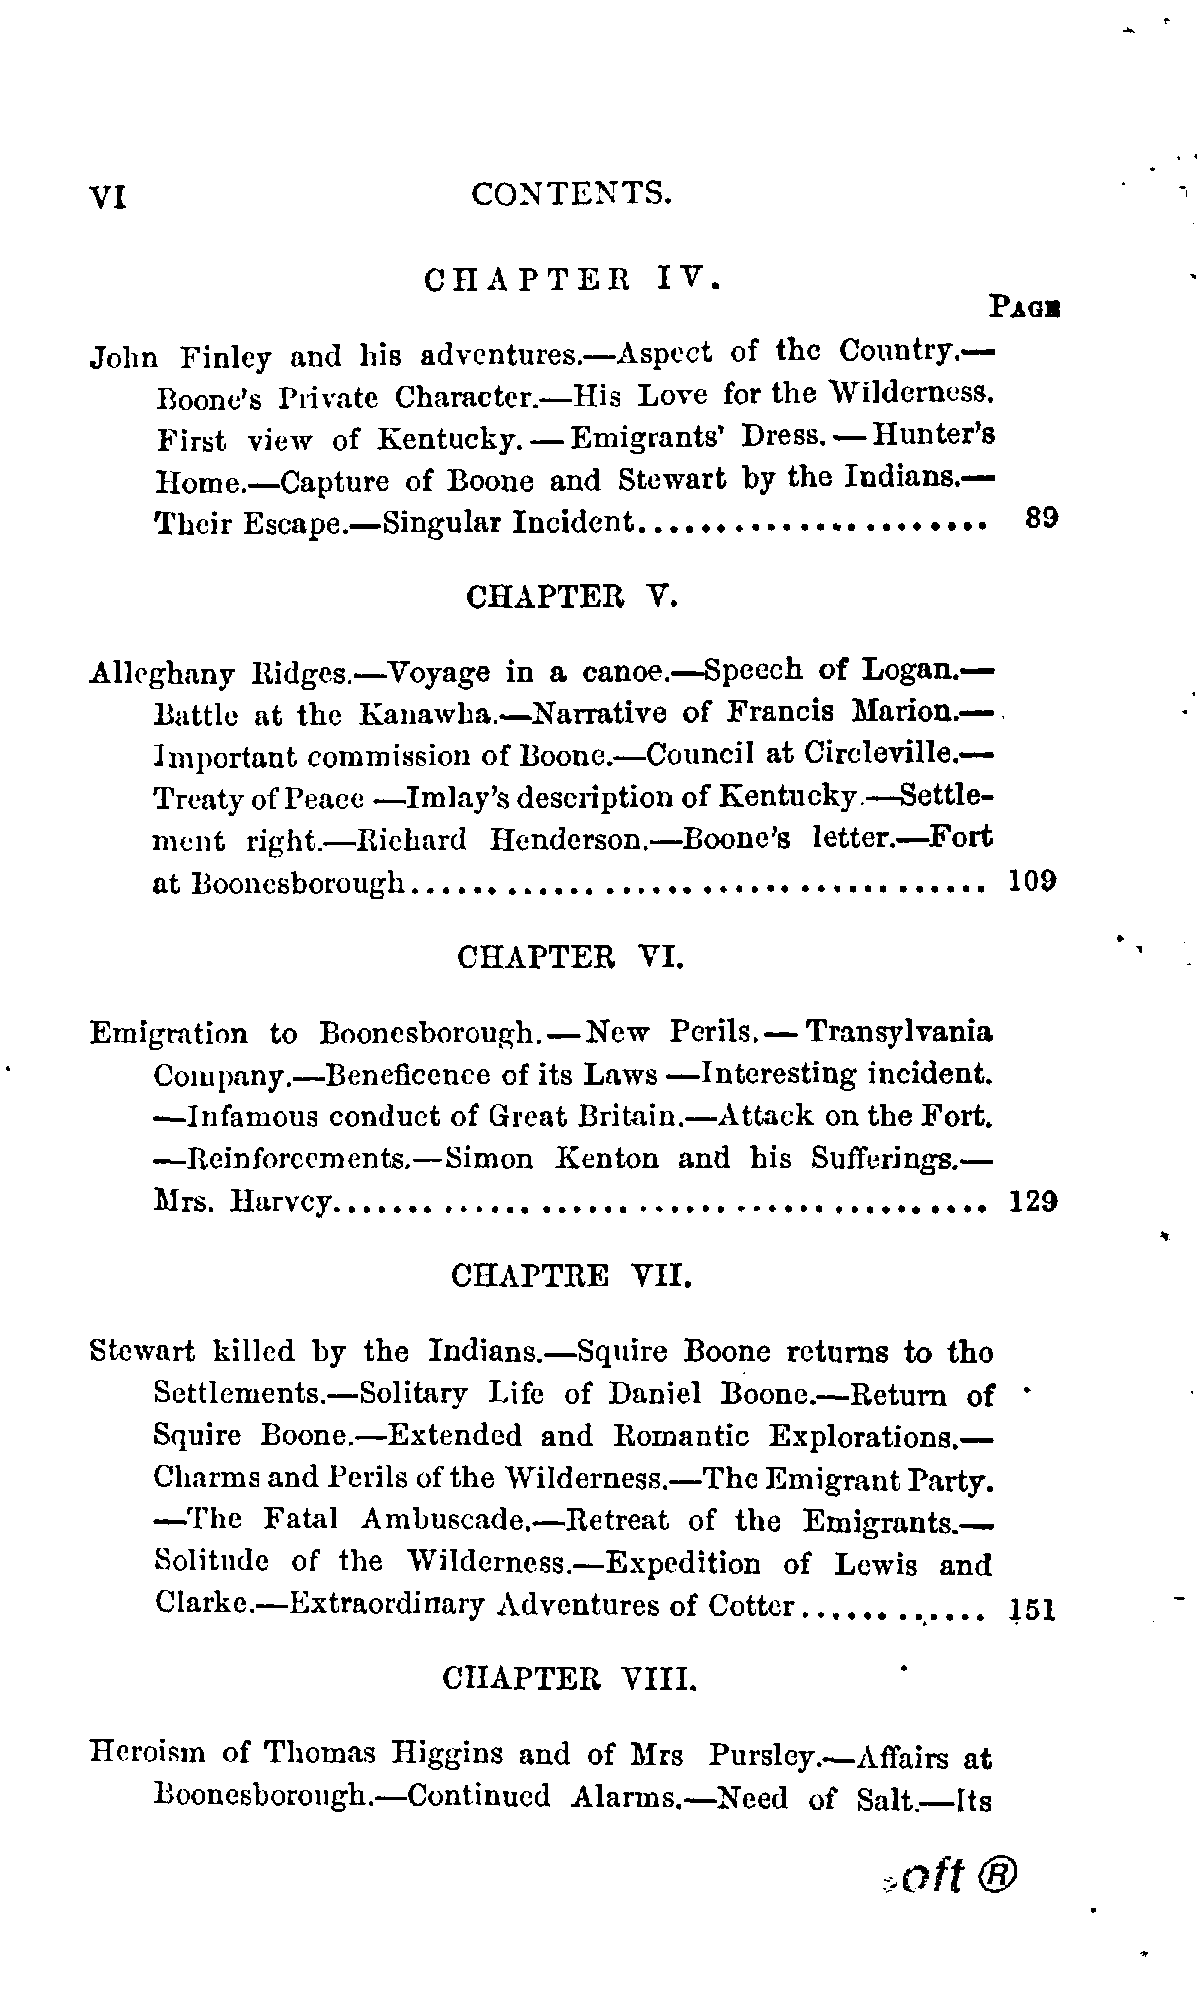 VI CONTENTS.
CHAPTER IV.
PAGE
John Finley and his adventures.—Aspect of the Country.—
Boone's Private Character.—His Love for the Wilderness.
First view of Kentucky.—Emigrants' Dress.—Hunter's
Home.—Capture of Boone and Stewart by the Indians.—
Their Escape.—Singular Incident...................... 89
CHAPTER V.
Alleghany Ridges.—Voyage in a canoe.—Speech of Logan.—
Battle at the Kanawha.—Narrative of Francis Marion.—
Important commission of Boone.—Council at Circleville.—
Treaty of Peace —Imlay's description of Kentucky.—Settle-
ment right.—Richard Henderson.—Boone's letter.—Fort
at Boonesborough.................................... 109
CHAPTER VI.
Emigration to Boonesborough.—New Perils.—Transylvania
Company.—Beneficence of its Laws —Interesting incident.
—Infamous conduct of Great Britain.—Attack on the Fort.
—Reinforcements.—Simon Kenton and his Sufferings.—
Mrs. Harvey......................................... 129
CHAPTRE VII.
Stewart killed by the Indians.—Squire Boone returns to the
Settlements.—Solitary Life of Daniel Boone.—Return of
Squire Boone.—Extended and Romantic Explorations.—
Charms and Perils of the Wilderness.—The Emigrant Party.
—The Fatal Ambuscade.—Retreat of the Emigrants.—
Solitude of the Wilderness.—Expedition of Lewis and
Clarke.—Extraordinary Adventures of Cotter............ 151
CHAPTER VIII.
Heroism of Thomas Higgins and of Mrs Pursley.—Affairs at
Boonesborough.—Continued Alarms.—Need of Salt.—Its
oft ®